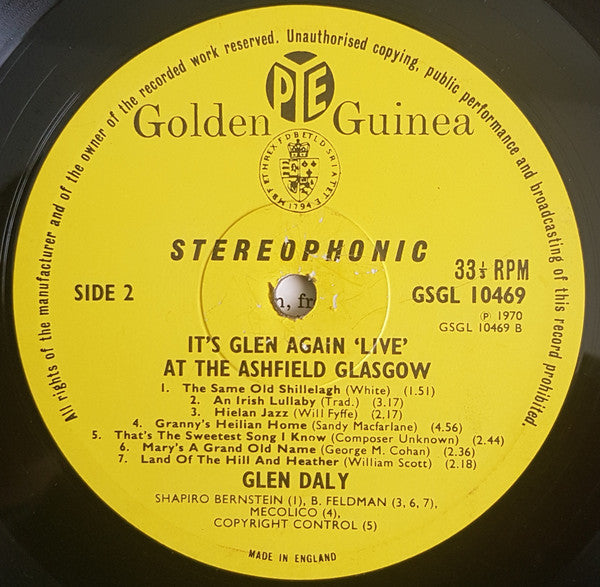 All rights of the manufacturer and of the owner of the recorded work reserved. Unauthorised copying, public performance and broadcasting of this record prohibited.
PYE
Golden Guinea
STEREOPHONIC
SIDE 2
33⅓ RPM
GSGL 10469
Ⓟ 1970
GSGL 10469 B
IT'S GLEN AGAIN 'LIVE'
AT THE ASHFIELD GLASGOW
1. The Same Old Shillelagh (White) (1.51)
2. An Irish Lullaby (Trad.) (3.17)
3. Hielan Jazz (Will Fyffe) (2.17)
4. Granny's Heilian Home (Sandy Macfarlane) (4.56)
5. That's The Sweetest Song I Know (Composer Unknown) (2.44)
6. Mary's A Grand Old Name (George M. Cohan) (2.36)
7. Land Of The Hill And Heather (William Scott) (2.18)
GLEN DALY
SHAPIRO BERNSTEIN (1), B. FELDMAN (3, 6, 7),
MECOLICO (4),
COPYRIGHT CONTROL (5)
MADE IN ENGLAND